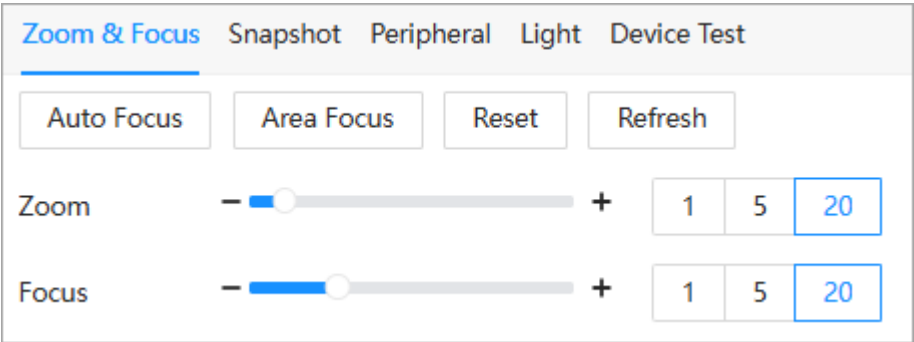 Zoom & Focus Snapshot Peripheral Light Device Test
Auto Focus Area Focus Reset Refresh
Zoom − + 1 5 20
Focus − + 1 5 20